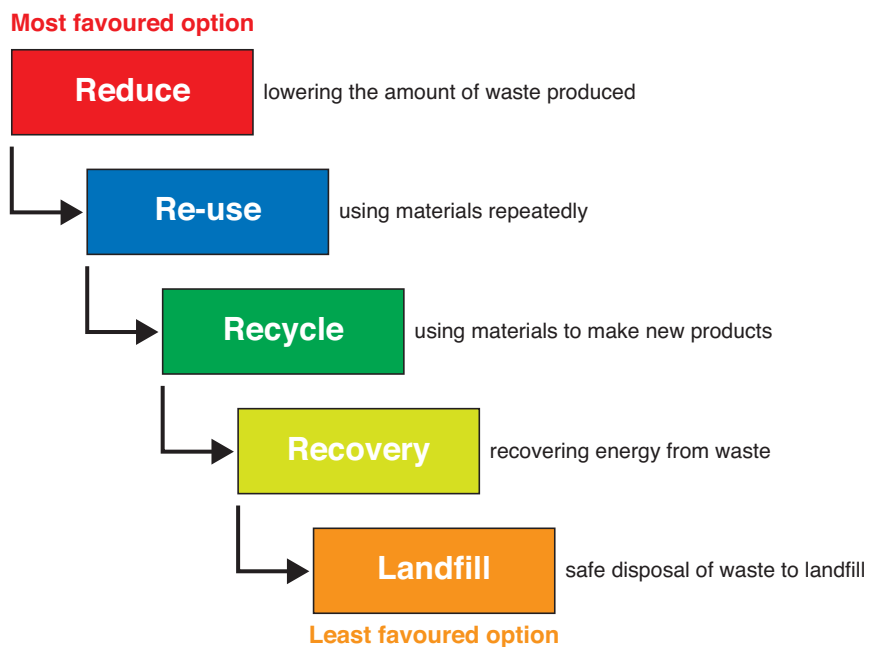 Most favoured option
Reduce
lowering the amount of waste produced
Re-use
using materials repeatedly
Recycle
using materials to make new products
Recovery
recovering energy from waste
Landfill
safe disposal of waste to landfill
Least favoured option